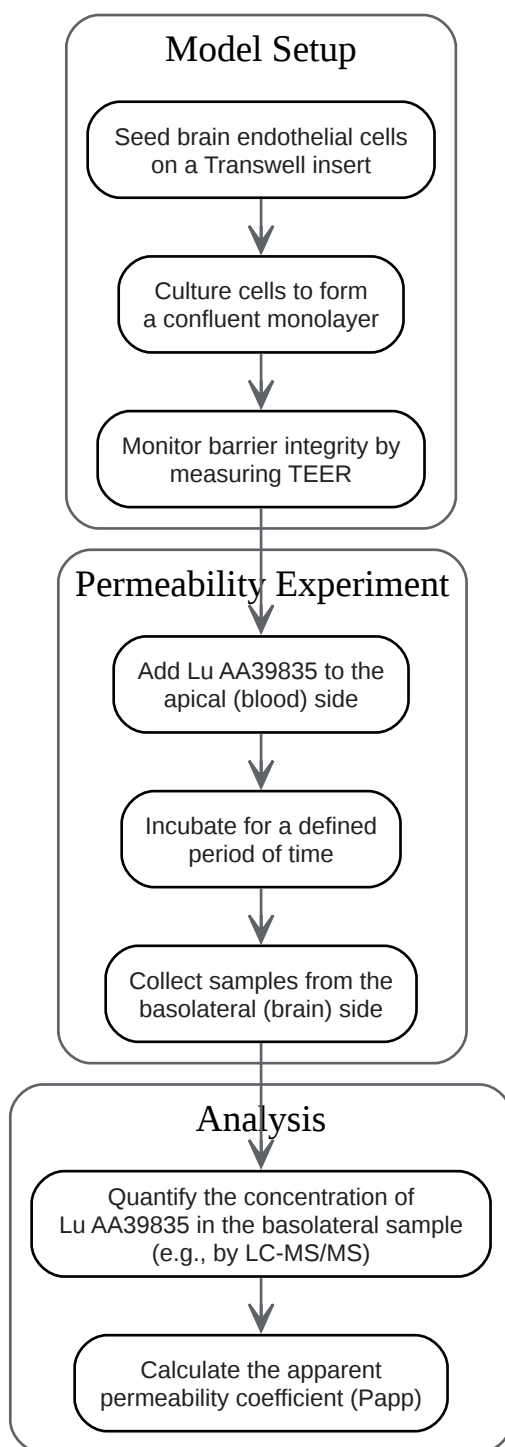 Model Setup
Seed brain endothelial cells
on a Transwell insert
Culture cells to form
a confluent monolayer
Monitor barrier integrity by
measuring TEER
Permeability Experiment
Add Lu AA39835 to the
apical (blood) side
Incubate for a defined
period of time
Collect samples from the
basolateral (brain) side
Analysis
Quantify the concentration of
Lu AA39835 in the basolateral sample
(e.g., by LC-MS/MS)
Calculate the apparent
permeability coefficient (Papp)